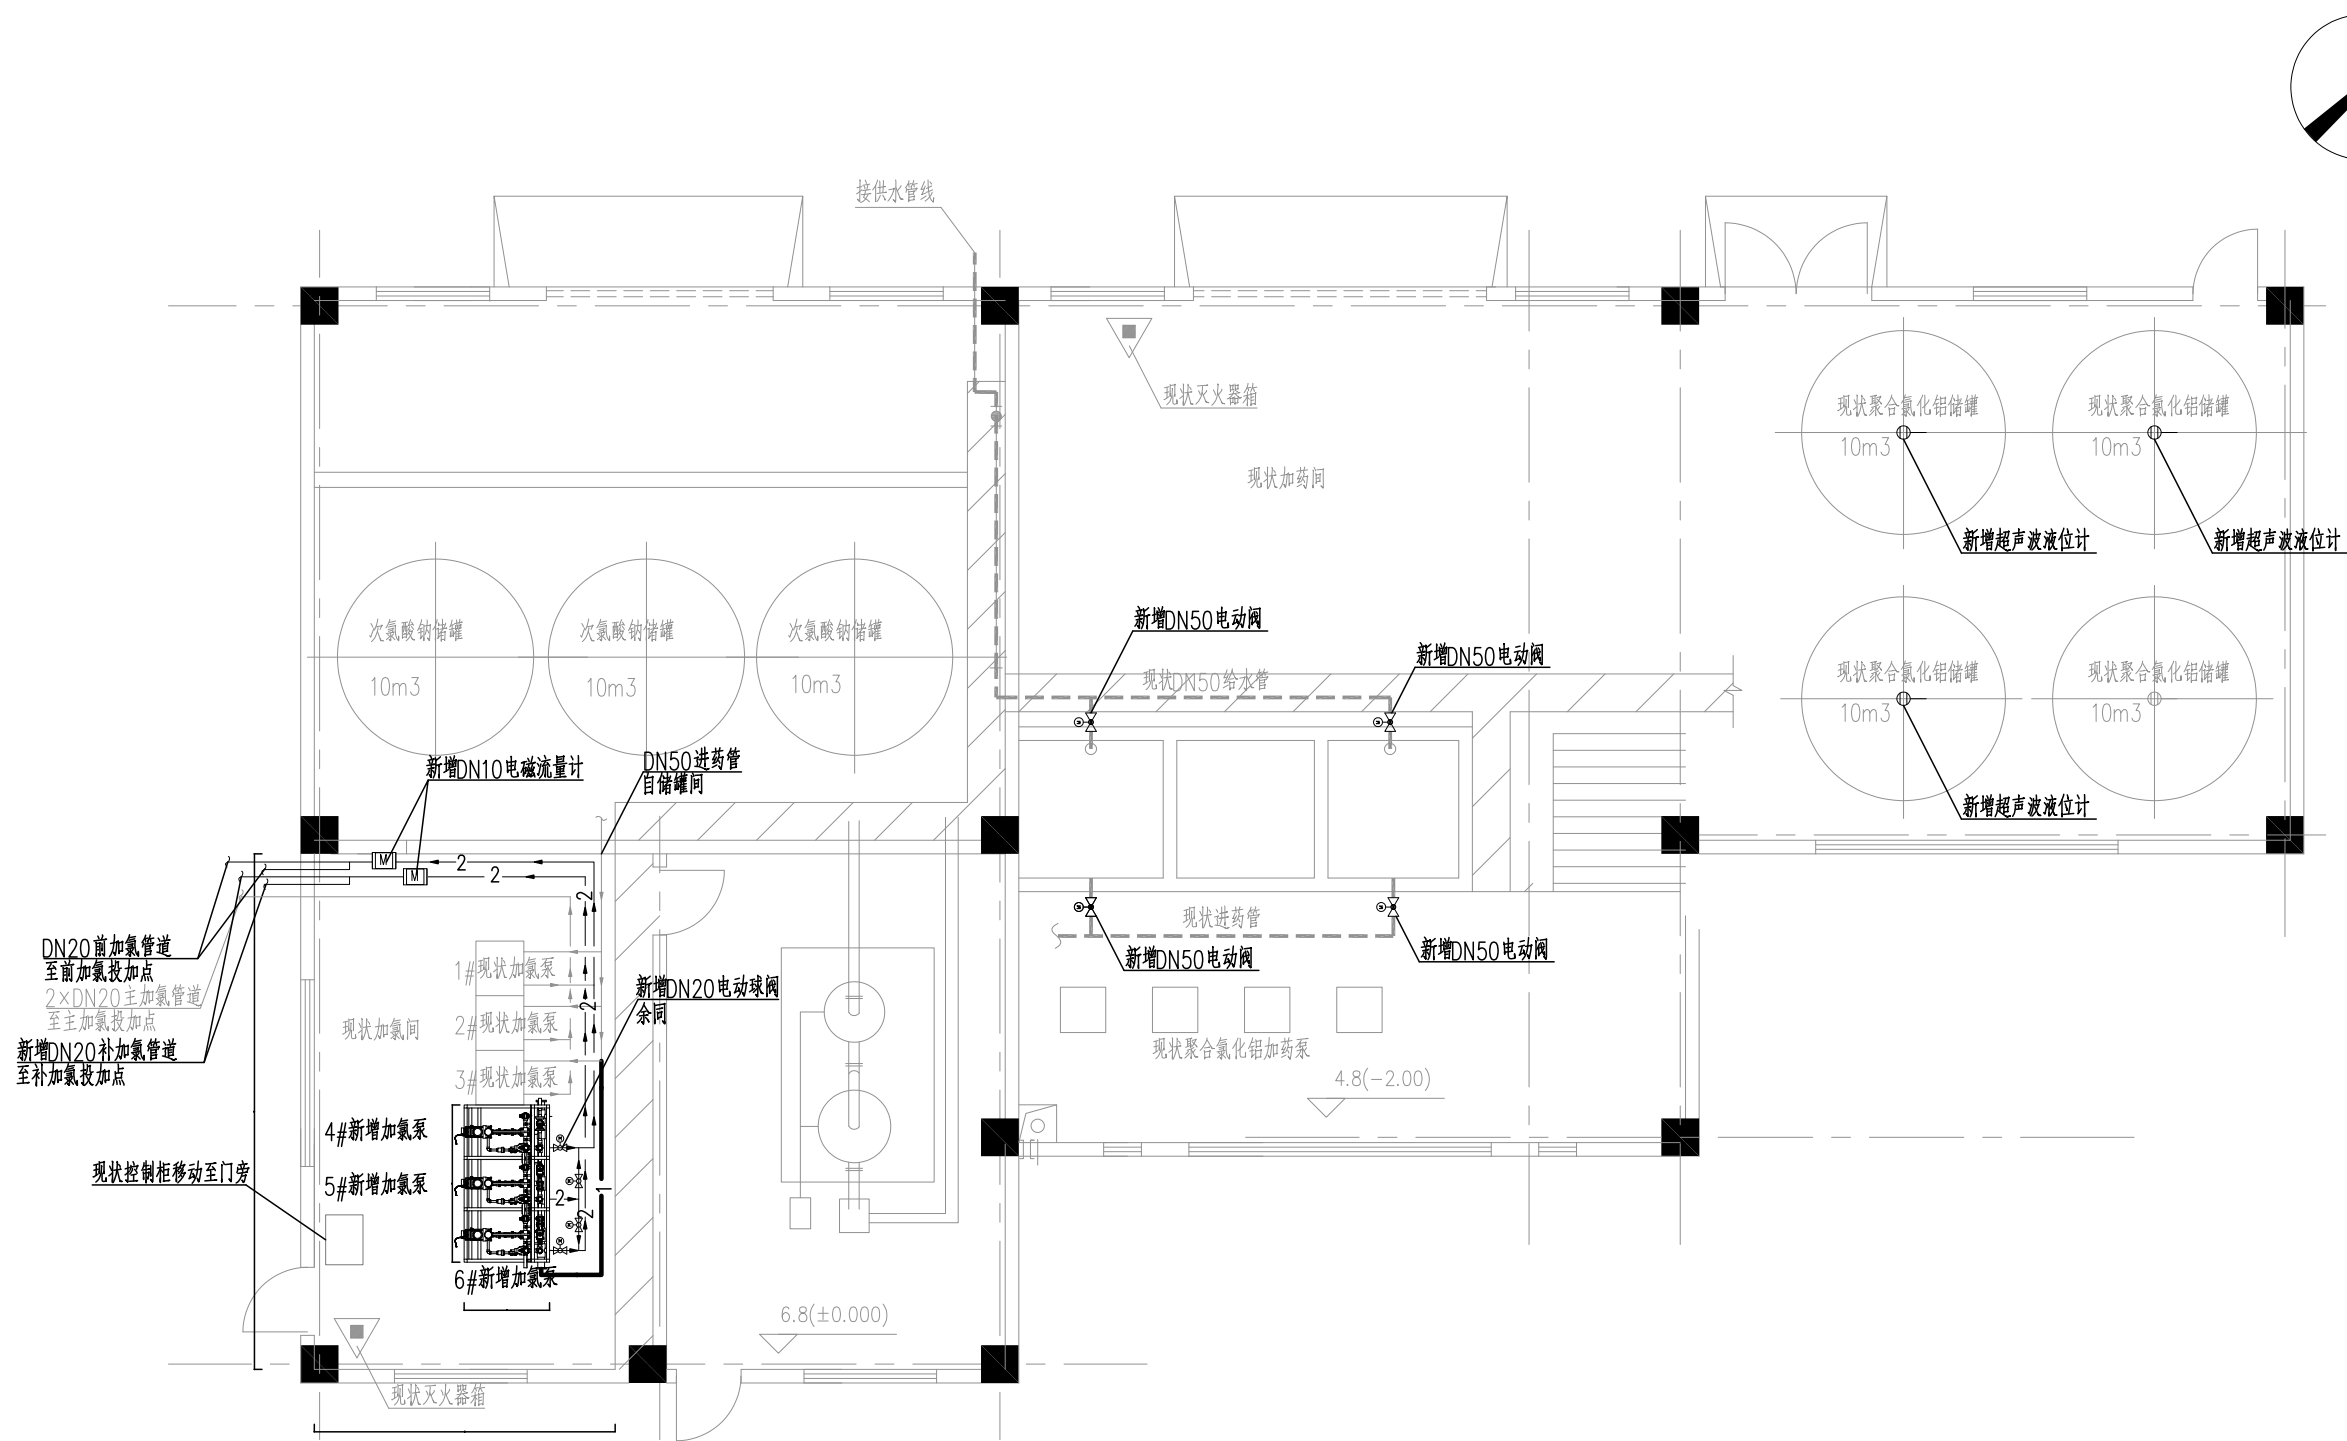 接供水管线
现状灭火器箱
现状聚合氯化铝储罐
10m3
现状聚合氯化铝储罐
10m3
现状加药间
新增超声波液位计
新增超声波液位计
次氯酸钠储罐
10m3
次氯酸钠储罐
10m3
次氯酸钠储罐
10m3
新增DN50电动阀
新增DN50电动阀
现状DN50给水管
现状聚合氯化铝储罐
10m3
现状聚合氯化铝储罐
10m3
新增DN10电磁流量计
DN50进药管
自储罐间
新增超声波液位计
M
2
M
2
2
现状进药管
新增DN50电动阀
新增DN50电动阀
DN20前加氯管道
至前加氯投加点
2×DN20主加氯管道
至主加氯投加点
新增DN20补加氯管道
至补加氯投加点
现状加氯间
1#现状加氯泵
2#现状加氯泵
3#现状加氯泵
2
新增DN20电动球阀
余同
现状聚合氯化铝加药泵
4.8(-2.00)
4#新增加氯泵
5#新增加氯泵
现状控制柜移动至门旁
2
2
1
6#新增加氯泵
6.8(±0.000)
现状灭火器箱